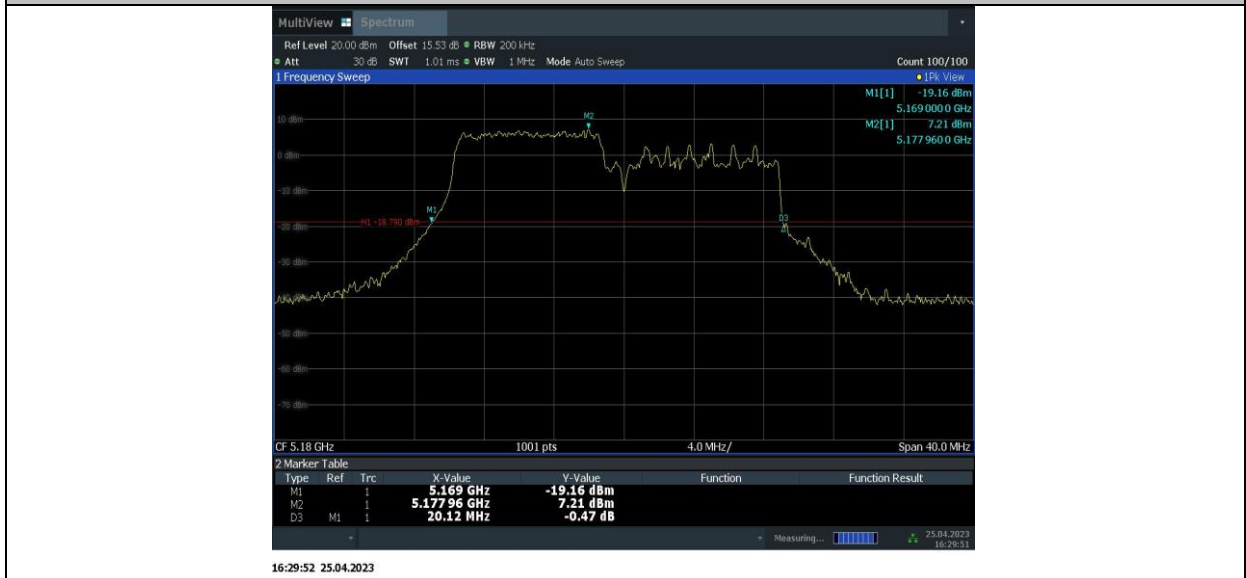 MultiView Spectrum
Ref Level 20.00 dBm Offset 15.53 dB RBW 200 kHz
Att 30 dB SWT 1.01 ms VBW 1 MHz Mode Auto Sweep Count 100/100
1 Frequency Sweep 1Pk View
M1[1] -19.16 dBm
5.169 000 0 GHz
M2[1] 7.21 dBm
5.177 960 0 GHz
10 dBm
M2
0 dBm
-10 dBm
M1
H1 -18.790 dBm
D3
-20 dBm
-30 dBm
-50 dBm
-60 dBm
-70 dBm
CF 5.18 GHz 1001 pts 4.0 MHz/ Span 40.0 MHz
2 Marker Table
Type Ref Trc X-Value Y-Value Function Function Result
M1 1 5.169 GHz -19.16 dBm
M2 1 5.177 96 GHz 7.21 dBm
D3 M1 1 20.12 MHz -0.47 dB
Measuring... 25.04.2023
16:29:51
16:29:52 25.04.2023